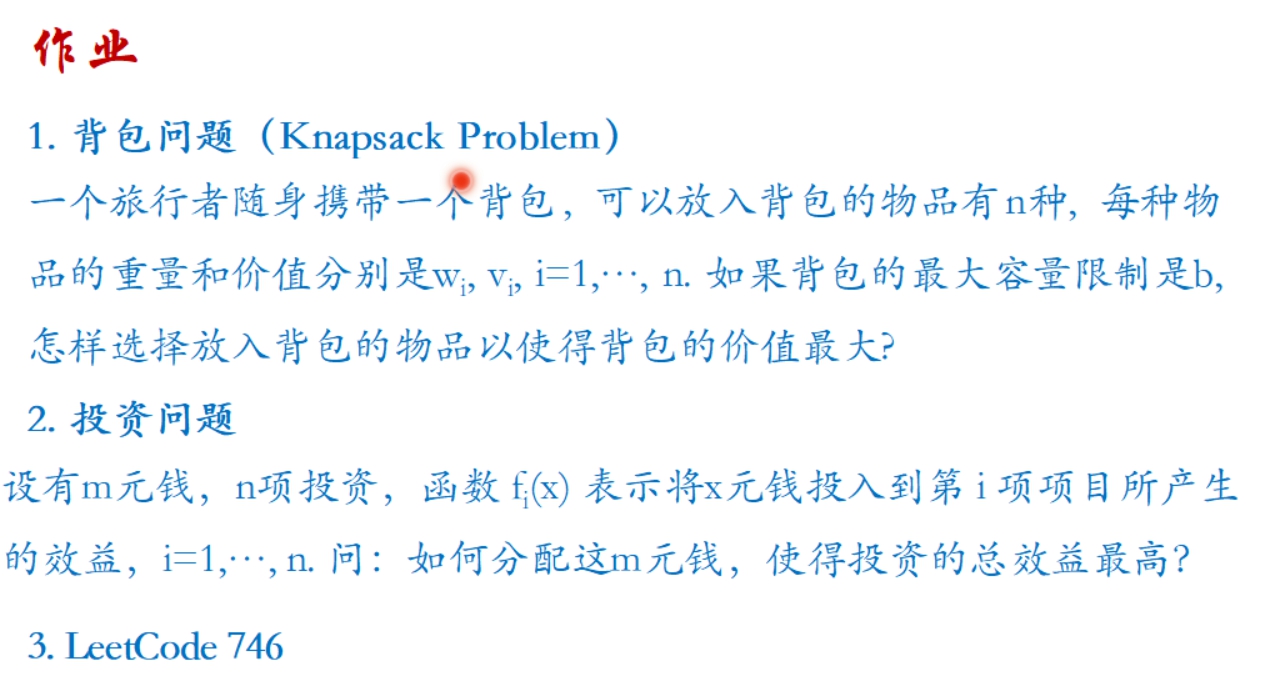 作业
1. 背包问题（Knapsack Problem）
一个旅行者随身携带一个背包, 可以放入背包的物品有n种, 每种物
品的重量和价值分别是wi, vi, i=1,⋯, n. 如果背包的最大容量限制是b,
怎样选择放入背包的物品以使得背包的价值最大?
2. 投资问题
设有m元钱，n项投资，函数 fi(x) 表示将x元钱投入到第 i 项项目所产生
的效益，i=1,⋯, n. 问：如何分配这m元钱，使得投资的总效益最高？
3. LeetCode 746